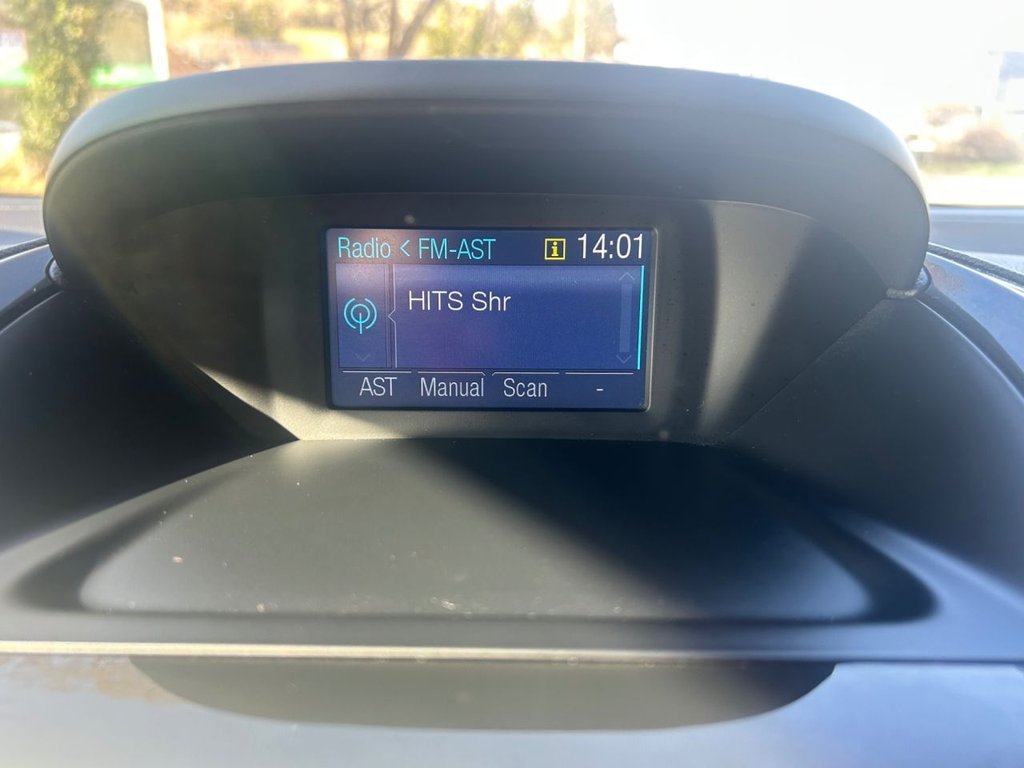 Radio < FM-AST i 14:01
HITS Shr
AST Manual Scan -